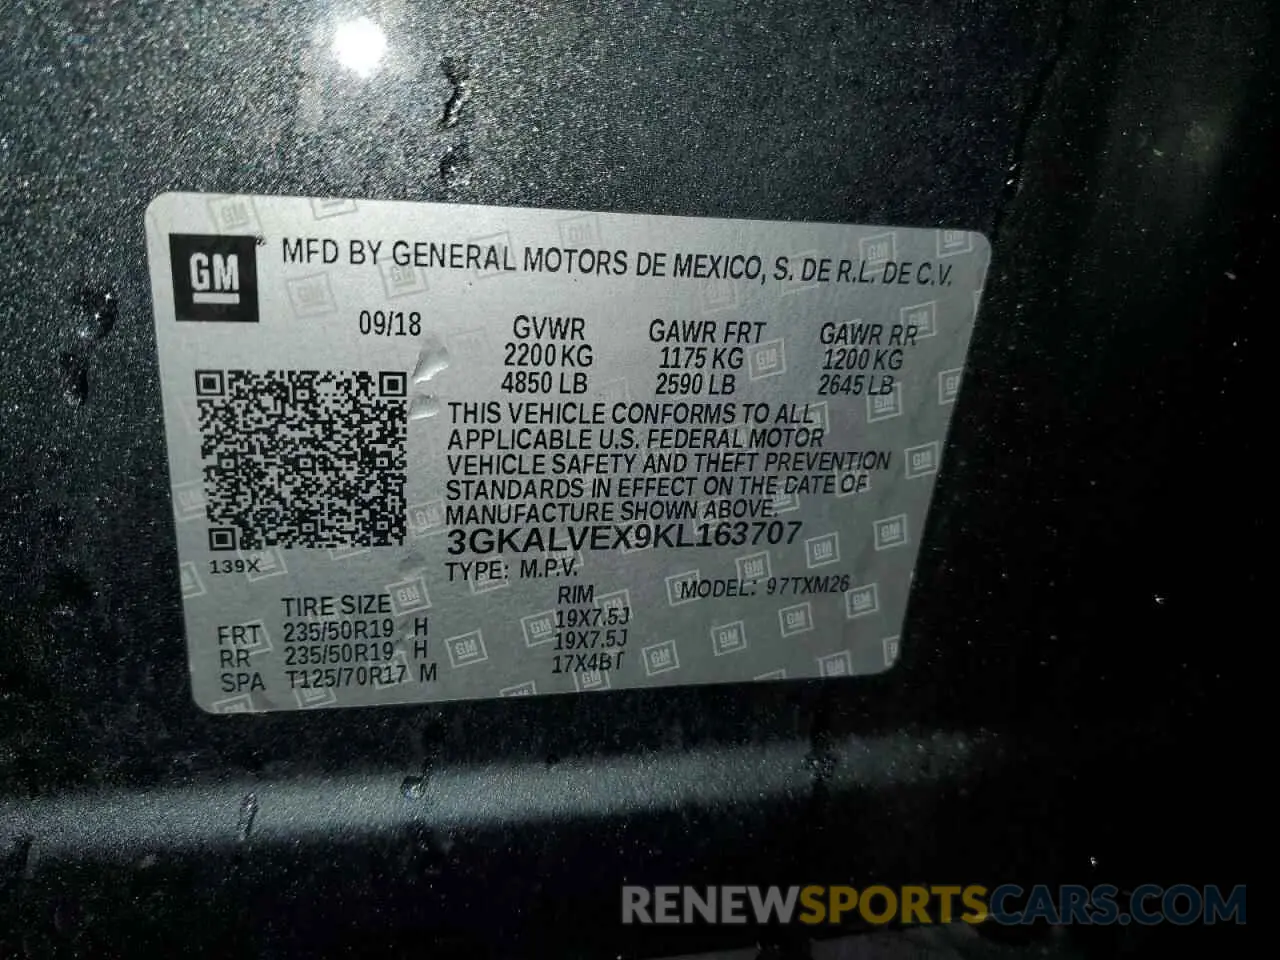 GM
MFD BY GENERAL MOTORS DE MEXICO, S. DE R.L. DE C.V.
09/18 GVWR GAWR FRT GAWR RR
2200 KG 1175 KG 1200 KG
4850 LB 2590 LB 2645 LB
THIS VEHICLE CONFORMS TO ALL
APPLICABLE U.S. FEDERAL MOTOR
VEHICLE SAFETY AND THEFT PREVENTION
STANDARDS IN EFFECT ON THE DATE OF
MANUFACTURE SHOWN ABOVE.
3GKALVEX9KL163707
139X
TYPE: M.P.V. MODEL: 97TXM26
TIRE SIZE RIM
FRT 235/50R19 H 19X7.5J
RR 235/50R19 H 19X7.5J
SPA T125/70R17 M 17X4BT
RENEWSPORTSCARS.COM